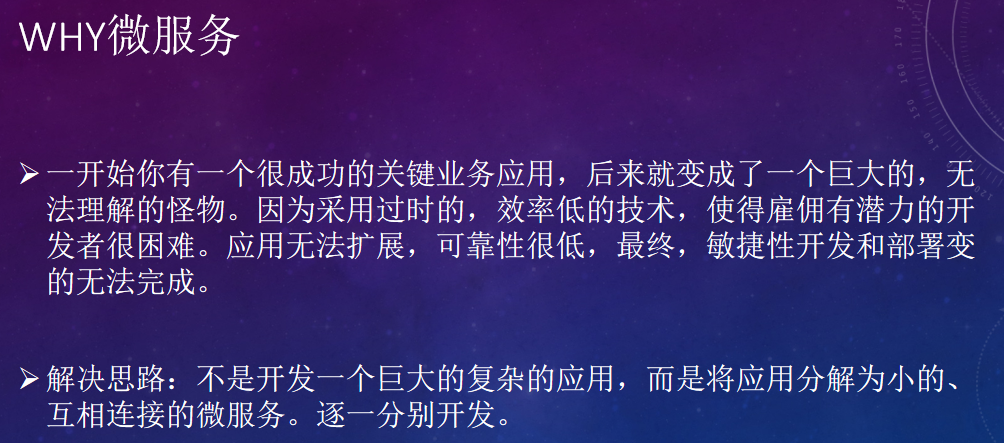 WHY微服务
➢一开始你有一个很成功的关键业务应用，后来就变成了一个巨大的，无
法理解的怪物。因为采用过时的，效率低的技术，使得雇佣有潜力的开
发者很困难。应用无法扩展，可靠性很低，最终，敏捷性开发和部署变
的无法完成。
➢解决思路：不是开发一个巨大的复杂的应用，而是将应用分解为小的、
互相连接的微服务。逐一分别开发。
170
160
150
140
120